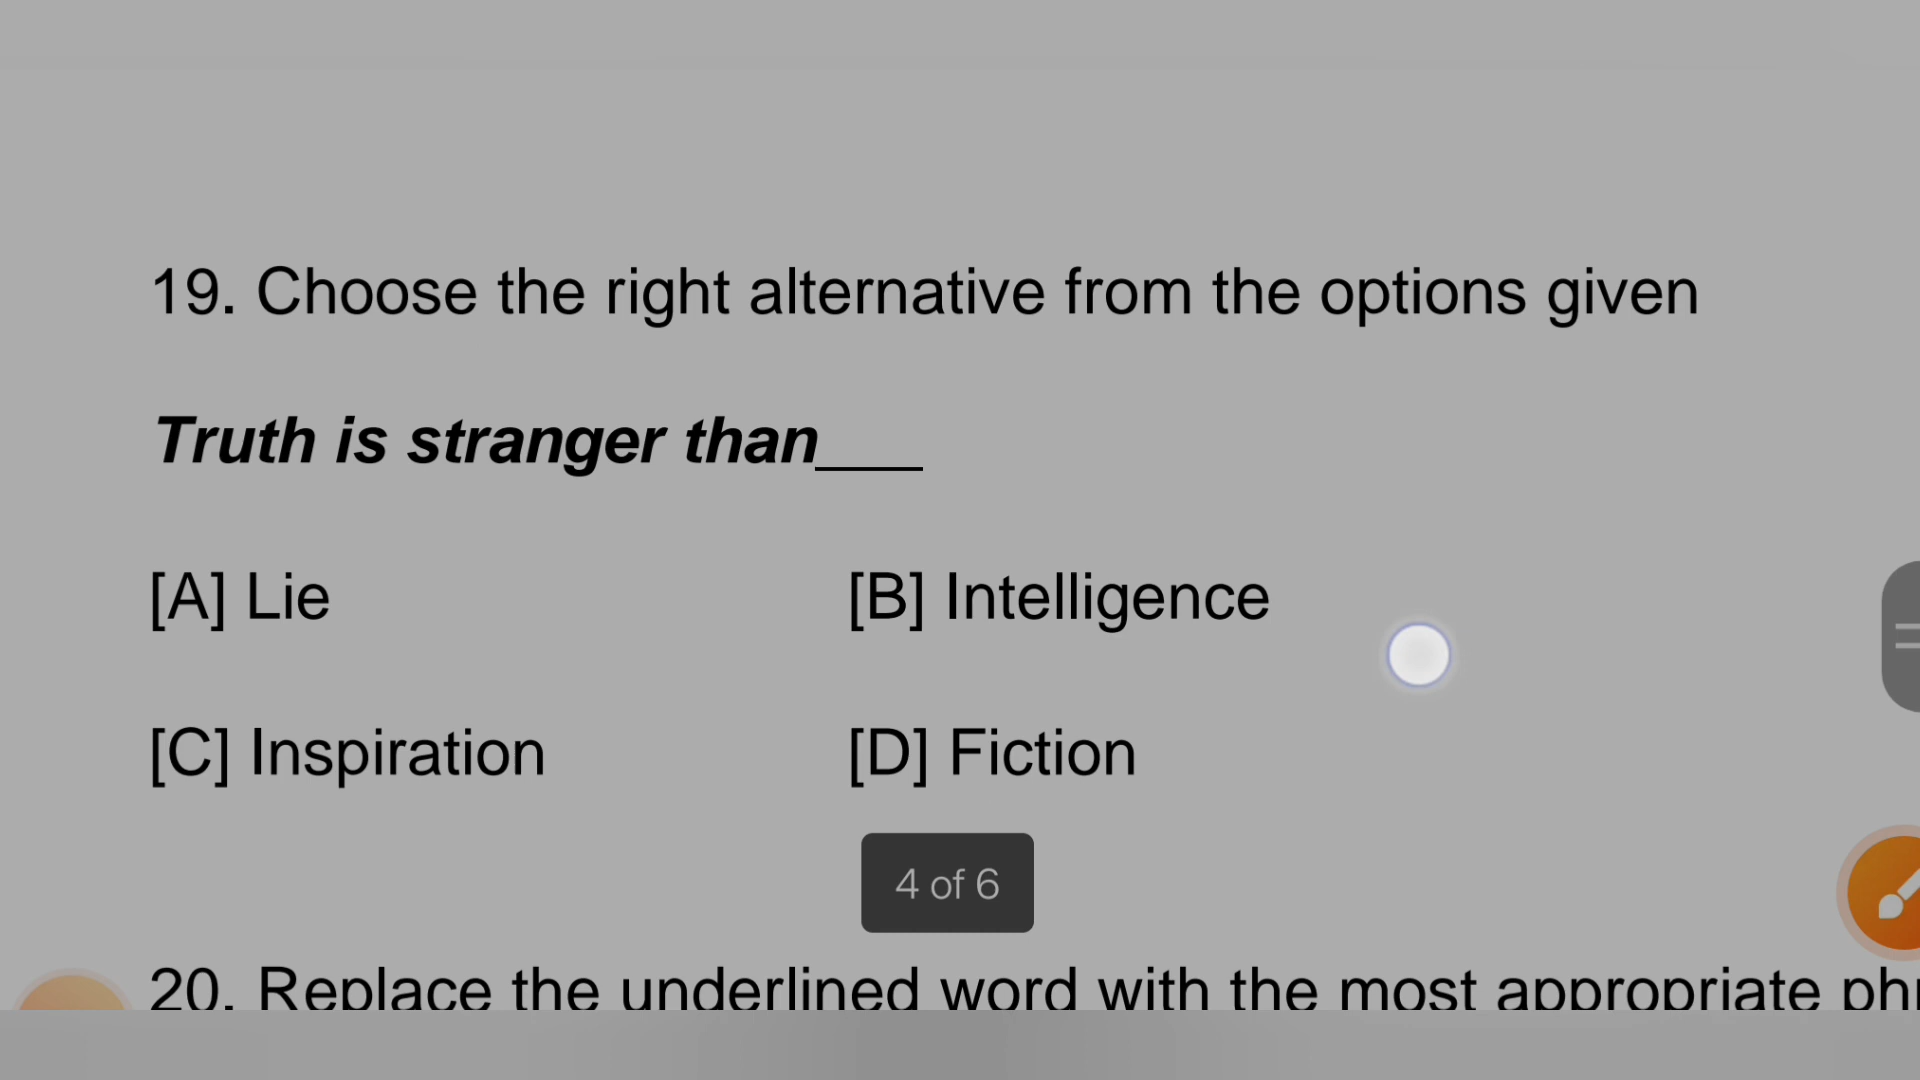 19. Choose the right alternative from the options given
Truth is stranger than___
[A] Lie [B] Intelligence
[C] Inspiration [D] Fiction
4 of 6
20. Replace the underlined word with the most appropriate